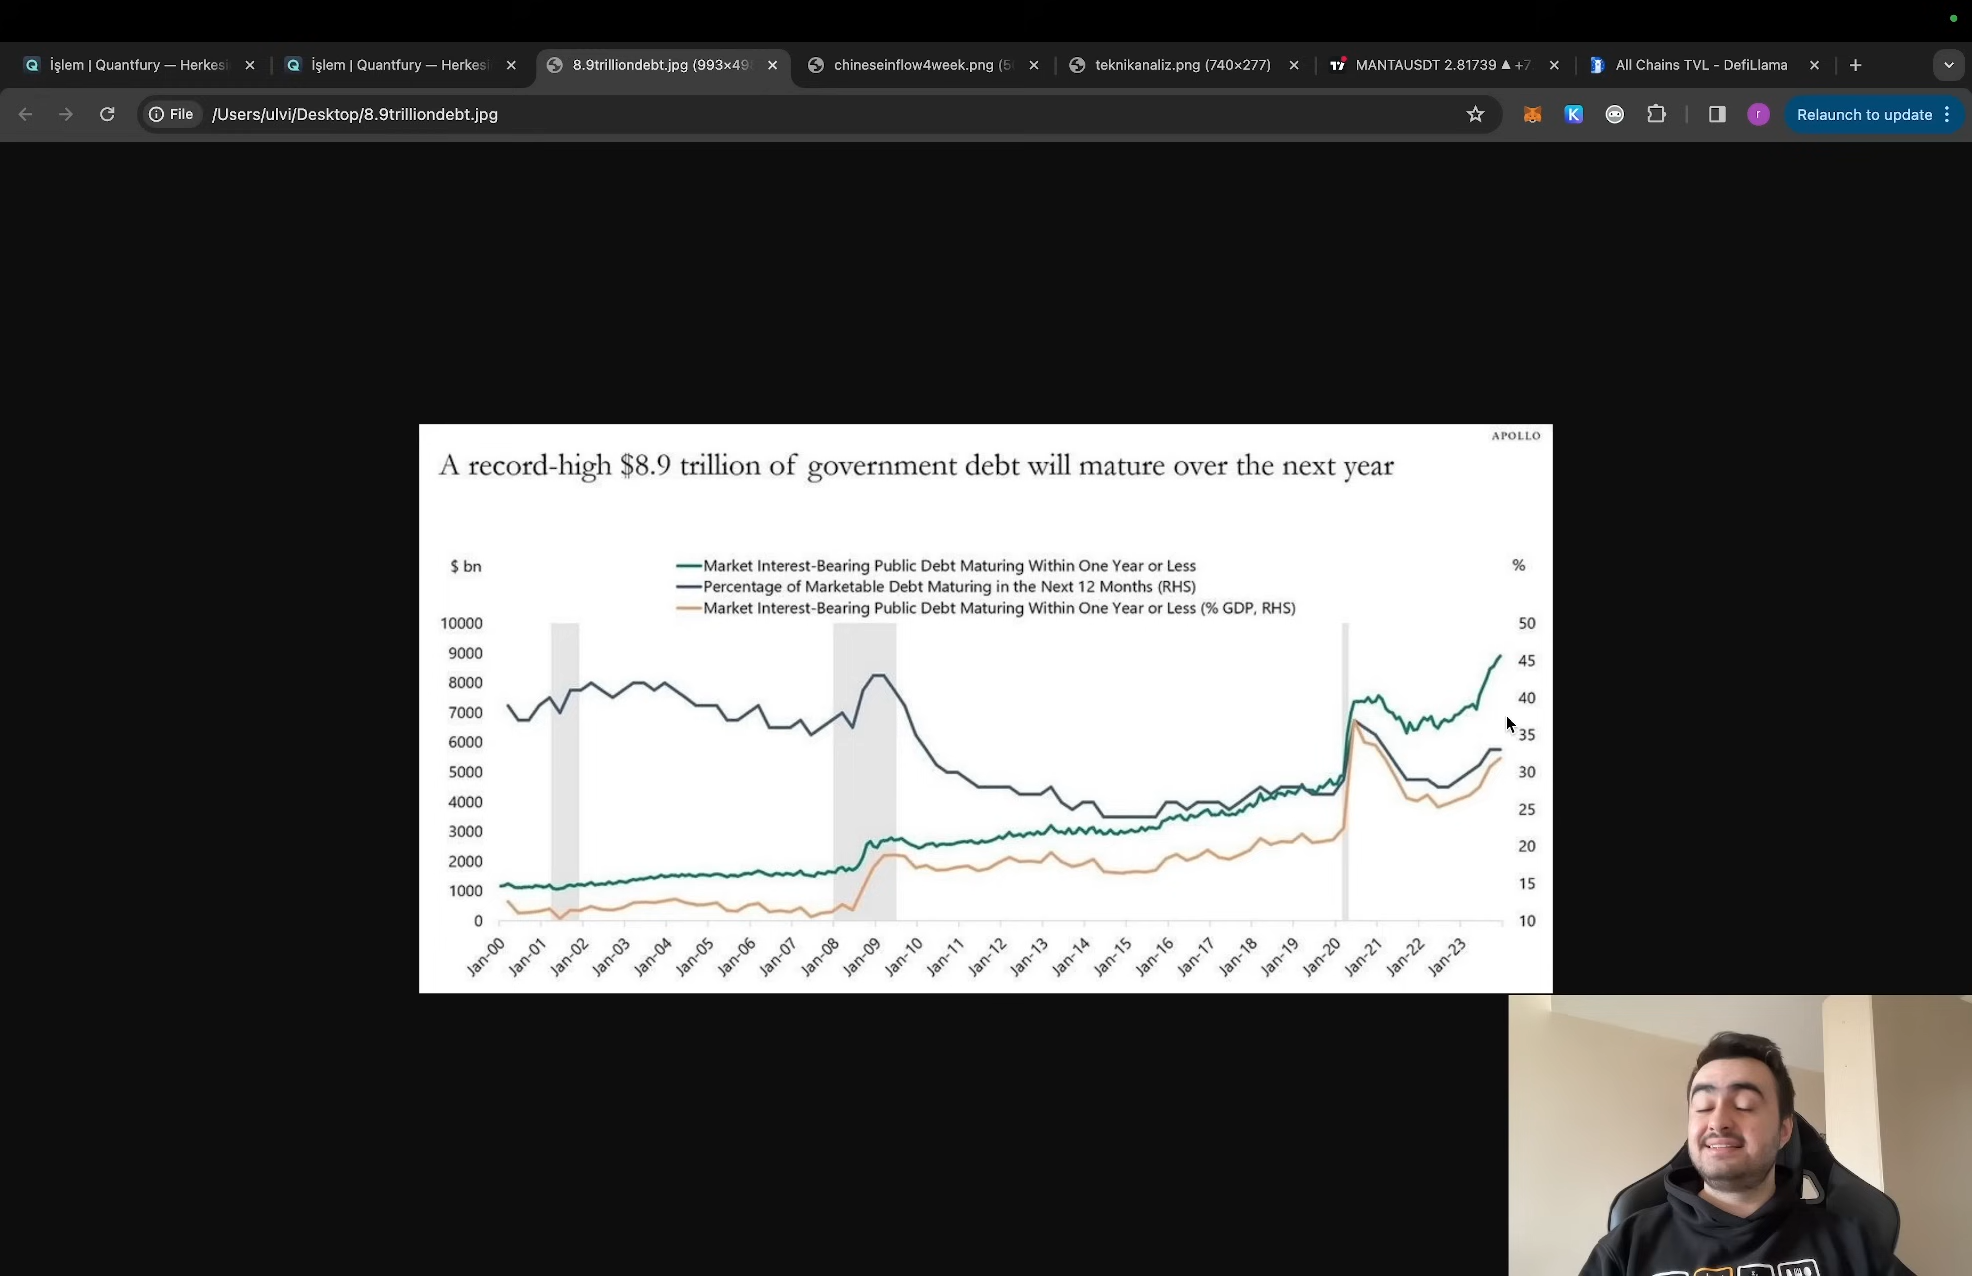 İşlem | Quantfury — Herkesi
İşlem | Quantfury — Herkesi
8.9trilliondebt.jpg (993×49
chineseinflow4week.png (5
teknikanaliz.png (740×277)
MANTAUSDT 2.81739 ▲ +7
All Chains TVL - DefiLlama
File
/Users/ulvi/Desktop/8.9trilliondebt.jpg
K
r
Relaunch to update
APOLLO
A record-high $8.9 trillion of government debt will mature over the next year
$ bn
Market Interest-Bearing Public Debt Maturing Within One Year or Less
Percentage of Marketable Debt Maturing in the Next 12 Months (RHS)
Market Interest-Bearing Public Debt Maturing Within One Year or Less (% GDP, RHS)
%
10000
9000
8000
7000
6000
5000
4000
3000
2000
1000
0
50
45
40
35
30
25
20
15
10
Jan-00
Jan-01
Jan-02
Jan-03
Jan-04
Jan-05
Jan-06
Jan-07
Jan-08
Jan-09
Jan-10
Jan-11
Jan-12
Jan-13
Jan-14
Jan-15
Jan-16
Jan-17
Jan-18
Jan-19
Jan-20
Jan-21
Jan-22
Jan-23